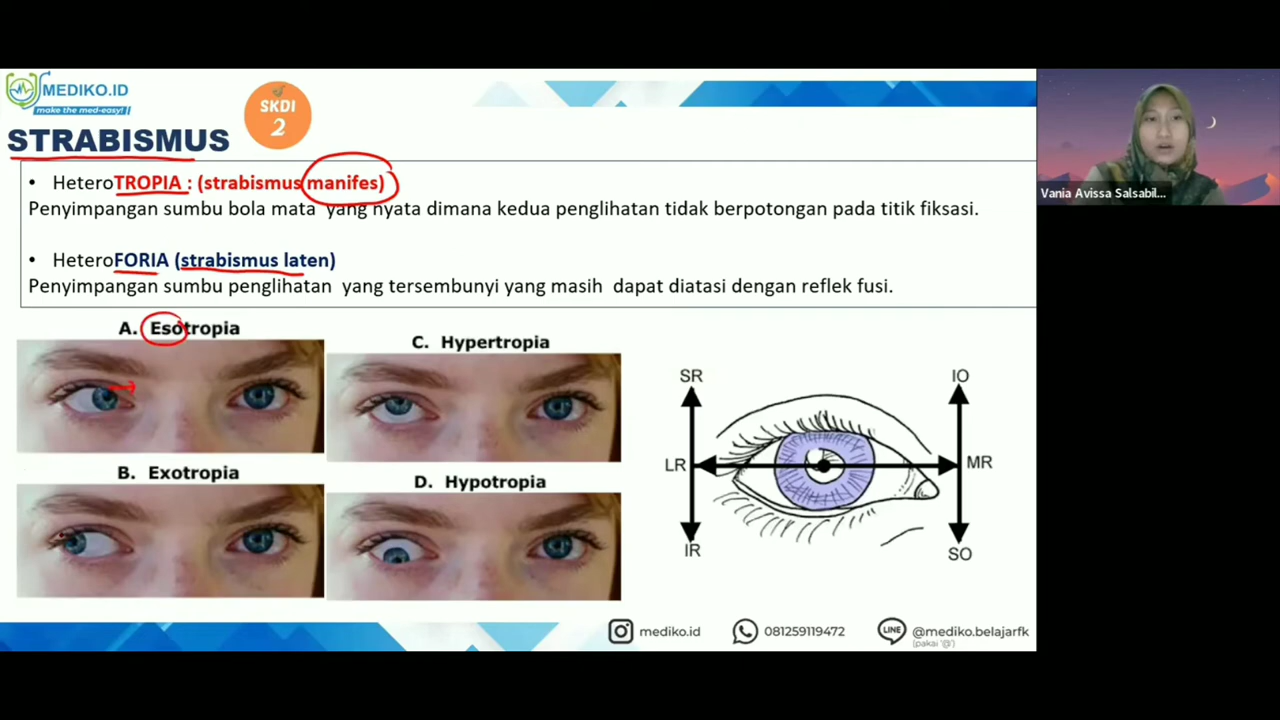 MEDIKO.ID
make the med-easy!
SKDI
2
STRABISMUS
• HeteroTROPIA : (strabismus manifes)
Penyimpangan sumbu bola mata yang nyata dimana kedua penglihatan tidak berpotongan pada titik fiksasi.
• HeteroFORIA (strabismus laten)
Penyimpangan sumbu penglihatan yang tersembunyi yang masih dapat diatasi dengan reflek fusi.
A. Esotropia
C. Hypertropia
B. Exotropia
D. Hypotropia
SR
IO
LR
MR
IR
SO
mediko.id
081259119472
LINE
@mediko.belajarfk
(pakai '@')
Vania Avissa Salsabil...